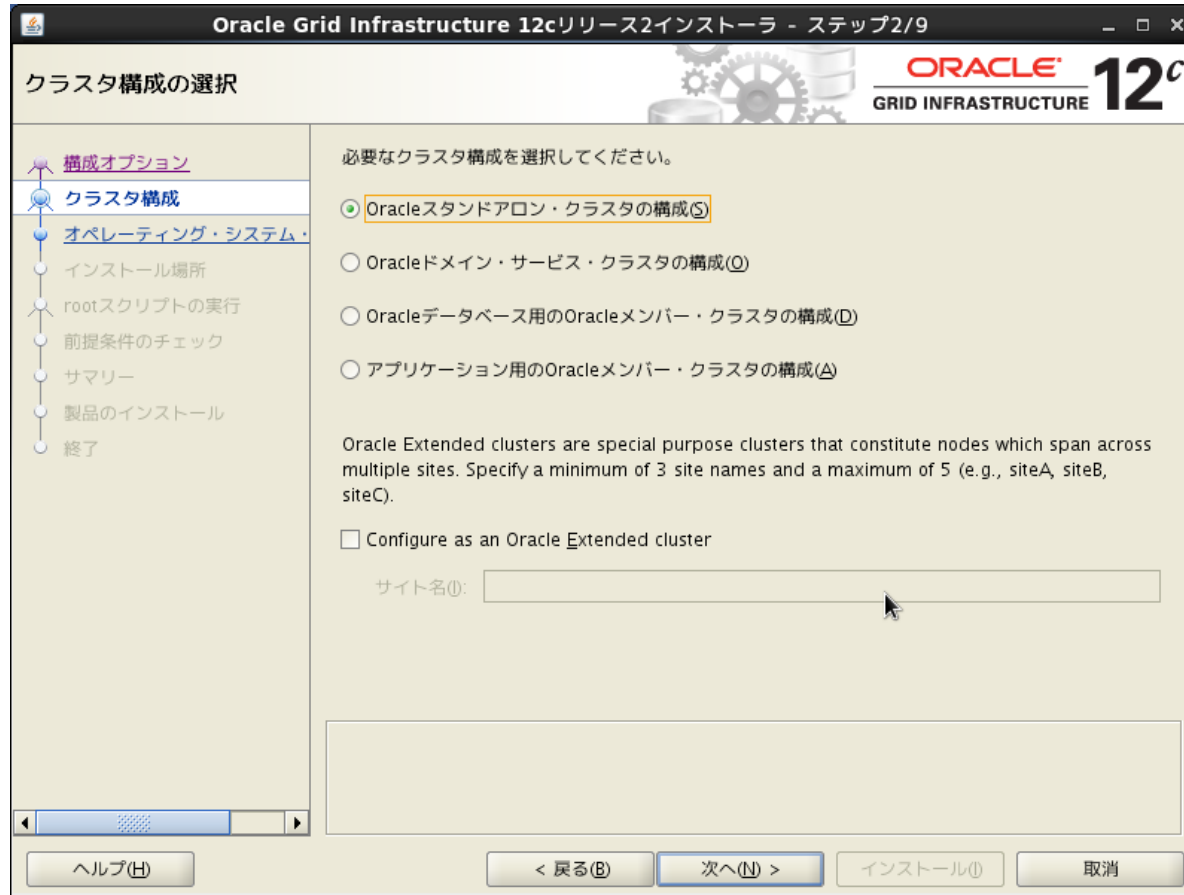 Oracle Grid Infrastructure 12cリリース2インストーラ - ステップ2/9
クラスタ構成の選択
ORACLE
GRID INFRASTRUCTURE
12c
構成オプション
クラスタ構成
オペレーティング・システム・
インストール場所
rootスクリプトの実行
前提条件のチェック
サマリー
製品のインストール
終了
必要なクラスタ構成を選択してください。
Oracleスタンドアロン・クラスタの構成(S)
Oracleドメイン・サービス・クラスタの構成(O)
Oracleデータベース用のOracleメンバー・クラスタの構成(D)
アプリケーション用のOracleメンバー・クラスタの構成(A)
Oracle Extended clusters are special purpose clusters that constitute nodes which span across
multiple sites. Specify a minimum of 3 site names and a maximum of 5 (e.g., siteA, siteB,
siteC).
Configure as an Oracle Extended cluster
サイト名(I):
ヘルプ(H)
< 戻る(B)
次へ(N) >
インストール(I)
取消